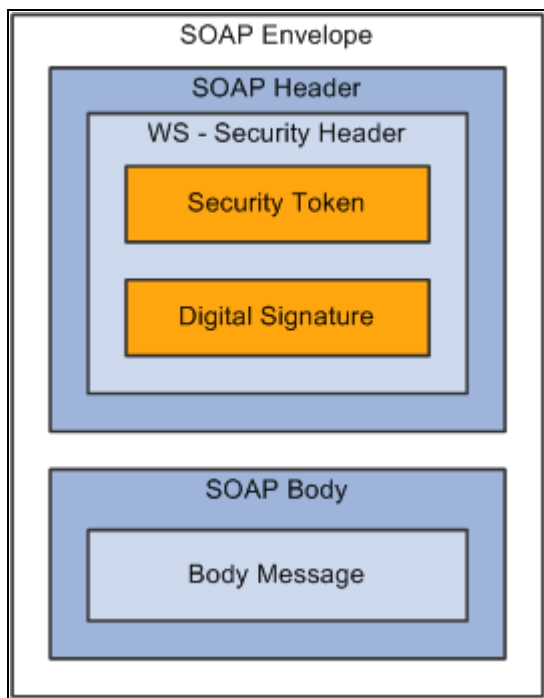 SOAP Envelope
SOAP Header
WS - Security Header
Security Token
Digital Signature
SOAP Body
Body Message